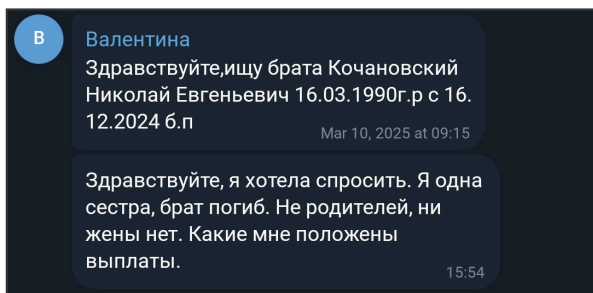 В
Валентина
Здравствуйте,ищу брата Кочановский
Николай Евгеньевич 16.03.1990г.р с 16.
12.2024 б.п
Mar 10, 2025 at 09:15
Здравствуйте, я хотела спросить. Я одна
сестра, брат погиб. Не родителей, ни
жены нет. Какие мне положены
выплаты.
15:54